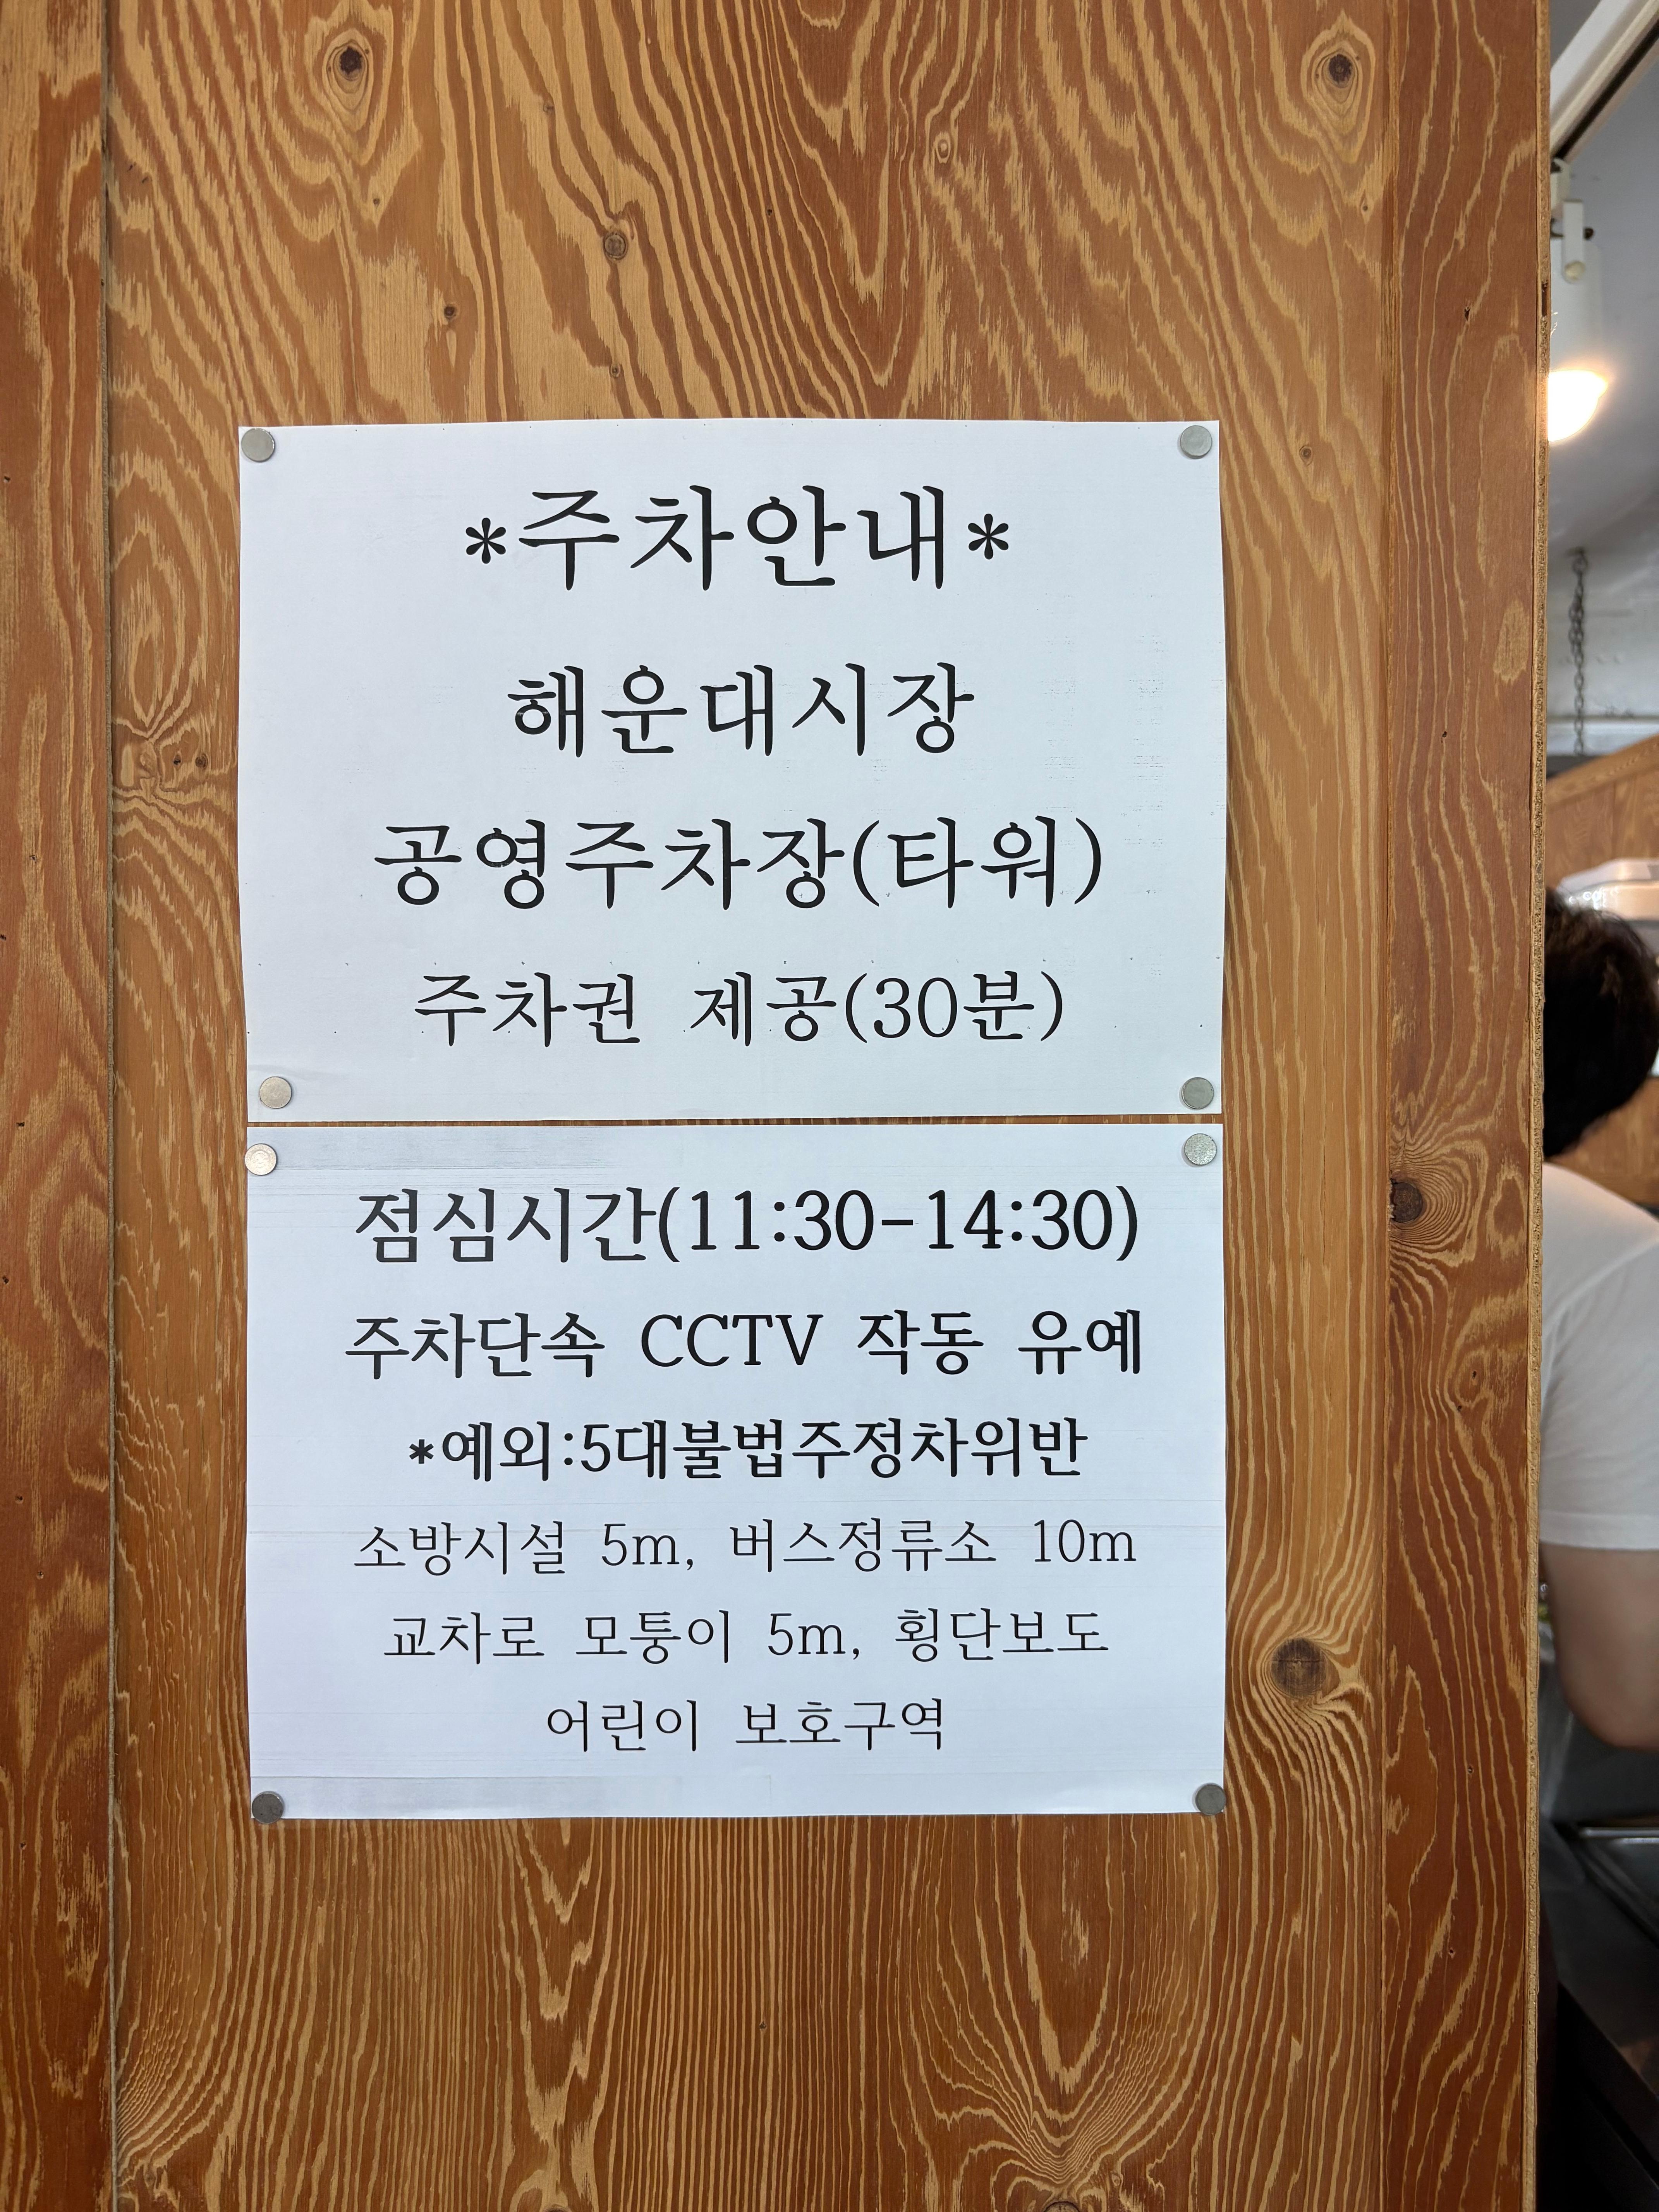 *주차안내*
해운대시장
공영주차장(타워)
주차권 제공(30분)
점심시간(11:30-14:30)
주차단속 CCTV 작동 유예
*예외:5대불법주정차위반
소방시설 5m, 버스정류소 10m
교차로 모퉁이 5m, 횡단보도
어린이 보호구역